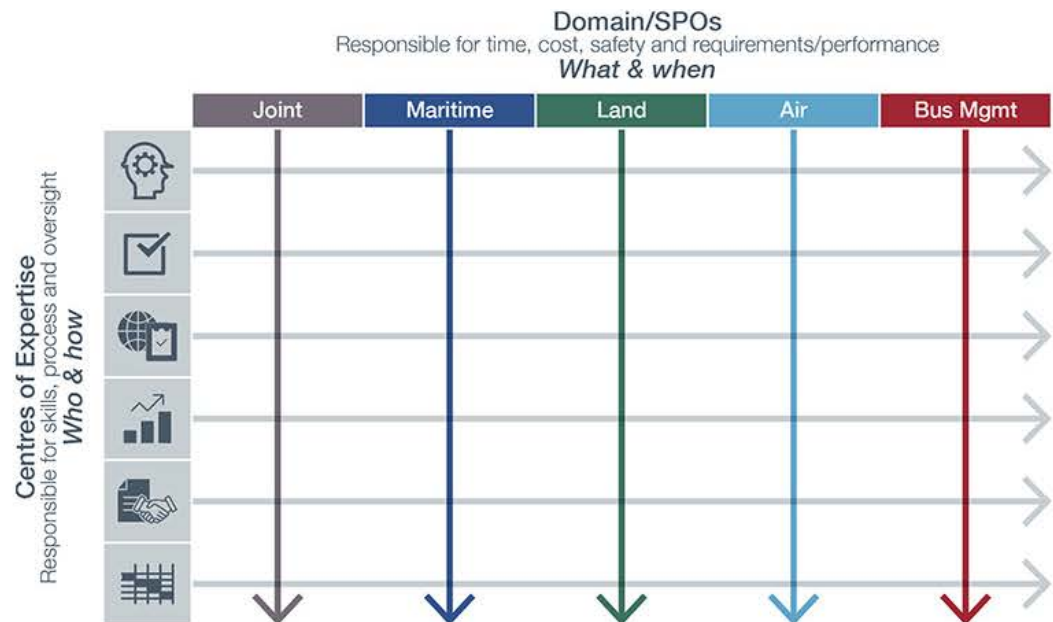 Domain/SPOs
Responsible for time, cost, safety and requirements/performance
What & when
Joint
Maritime
Land
Air
Bus Mgmt
Centres of Expertise
Responsible for skills, process and oversight
Who & how